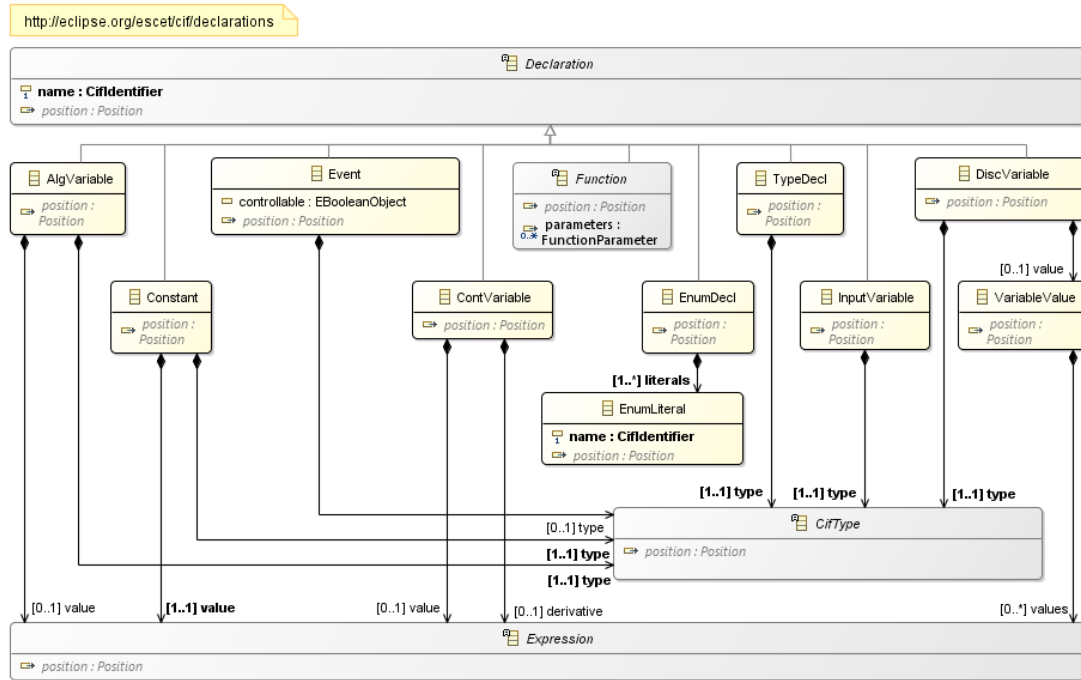 http://eclipse.org/escet/cif/declarations
Declaration
name : CifIdentifier
position : Position
AlgVariable
position :
Position
Event
controllable : EBooleanObject
position : Position
Function
position : Position
parameters :
0..*
FunctionParameter
TypeDecl
position :
Position
DiscVariable
position : Position
[0..1] value
Constant
position :
Position
ContVariable
position : Position
EnumDecl
position :
Position
InputVariable
position :
Position
VariableValue
position :
Position
[1..*] literals
EnumLiteral
name : CifIdentifier
position : Position
[1..1] type
[1..1] type
[1..1] type
CifType
position : Position
[0..1] type
[1..1] type
[1..1] type
[0..1] value
[1..1] value
[0..1] value
[0..1] derivative
[0..*] values
Expression
position : Position